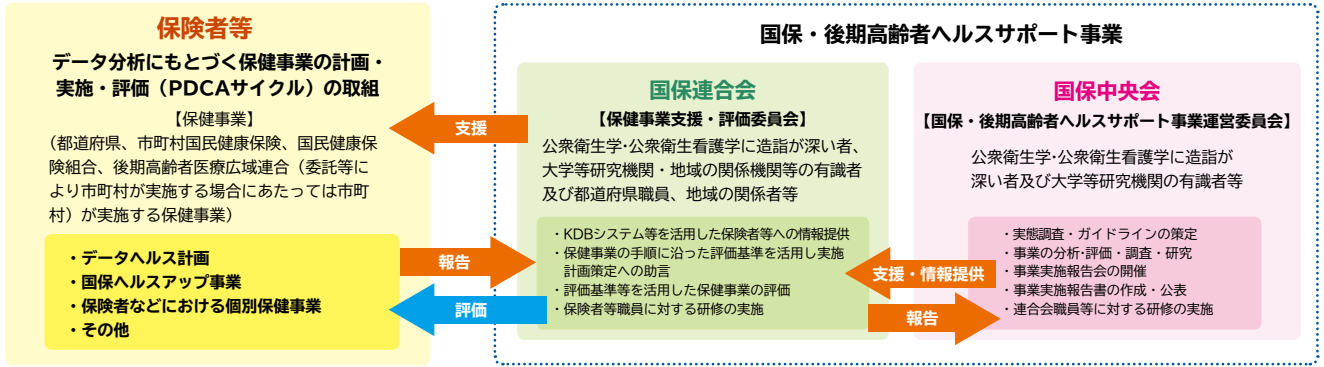 保険者等
データ分析にもとづく保健事業の計画・
実施・評価（PDCAサイクル）の取組
【保健事業】
（都道府県、市町村国民健康保険、国民健康保
険組合、後期高齢者医療広域連合（委託等に
より市町村が実施する場合にあたっては市町
村）が実施する保健事業）
・データヘルス計画
・国保ヘルスアップ事業
・保険者などにおける個別保健事業
・その他
支援
報告
評価
国保・後期高齢者ヘルスサポート事業
国保連合会
【保健事業支援・評価委員会】
公衆衛生学･公衆衛生看護学に造詣が深い者、
大学等研究機関・地域の関係機関等の有識者
及び都道府県職員、地域の関係者等
・KDBシステム等を活用した保険者等への情報提供
・保健事業の手順に沿った評価基準を活用し実施
計画策定への助言
・評価基準等を活用した保健事業の評価
・保険者等職員に対する研修の実施
支援・情報提供
報告
国保中央会
【国保・後期高齢者ヘルスサポート事業運営委員会】
公衆衛生学･公衆衛生看護学に造詣が
深い者及び大学等研究機関の有識者等
・実態調査・ガイドラインの策定
・事業の分析･評価・調査・研究
・事業実施報告会の開催
・事業実施報告書の作成・公表
・連合会職員等に対する研修の実施